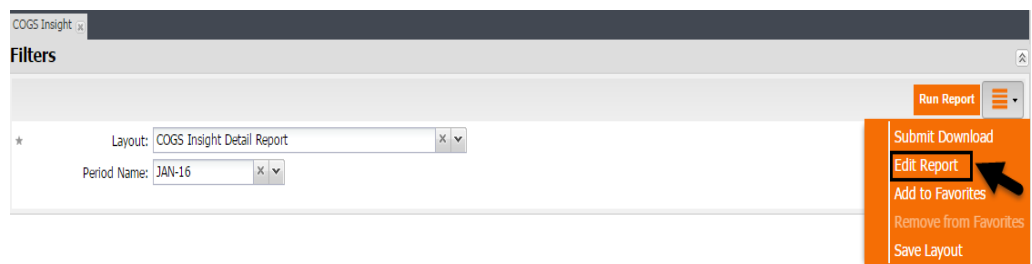 COGS Insight
Filters
Run Report
Layout: COGS Insight Detail Report
Period Name: JAN-16
Submit Download
Edit Report
Add to Favorites
Remove from Favorites
Save Layout